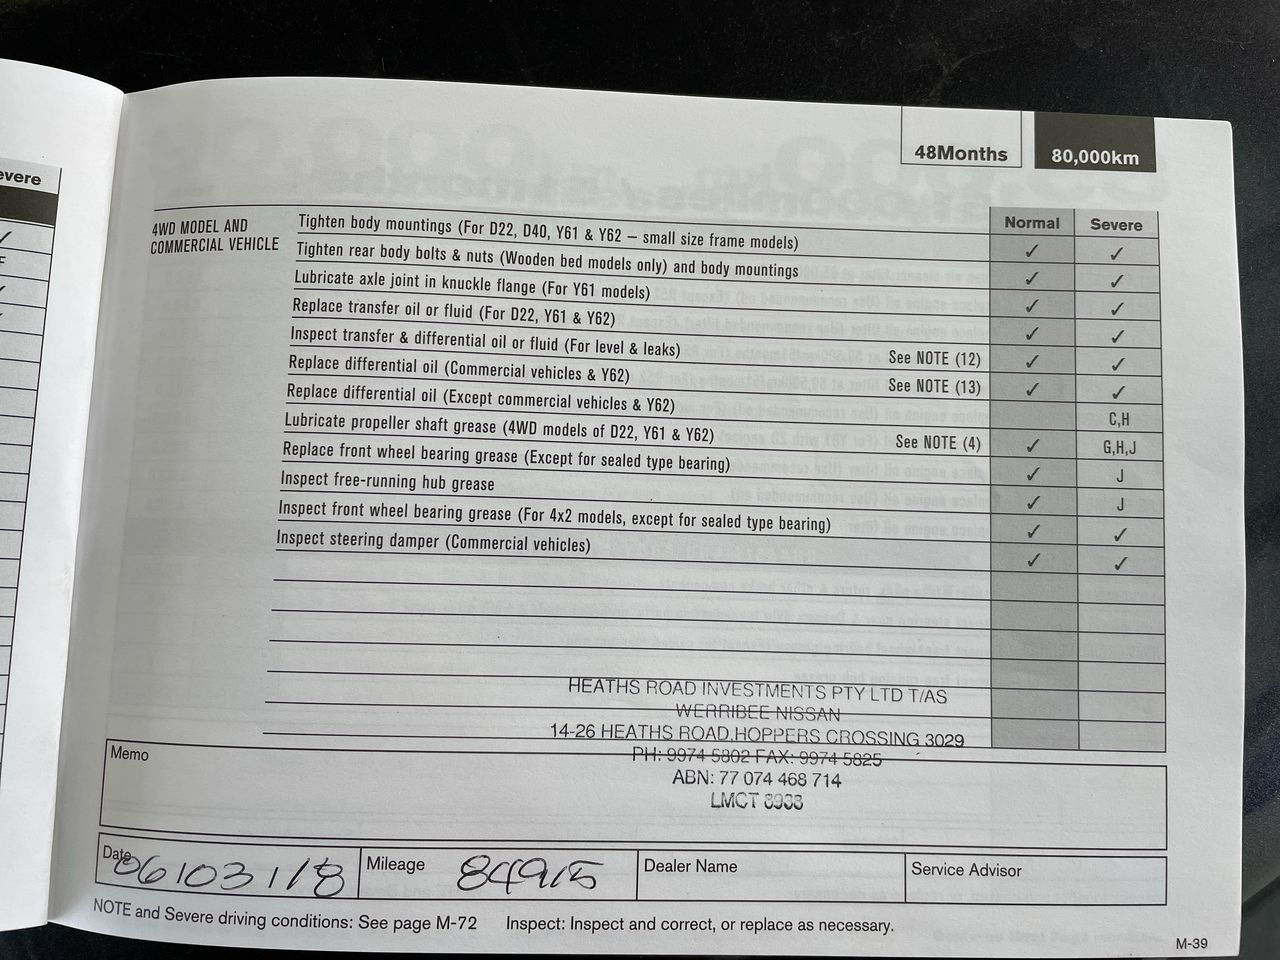 evere
48Months 80,000km
4WD MODEL AND
COMMERCIAL VEHICLE
Normal Severe
Tighten body mountings (For D22, D40, Y61 & Y62 – small size frame models) ✓ ✓
Tighten rear body bolts & nuts (Wooden bed models only) and body mountings ✓ ✓
Lubricate axle joint in knuckle flange (For Y61 models) ✓ ✓
Replace transfer oil or fluid (For D22, Y61 & Y62) ✓ ✓
Inspect transfer & differential oil or fluid (For level & leaks) See NOTE (12) ✓ ✓
Replace differential oil (Commercial vehicles & Y62) See NOTE (13) ✓ ✓
Replace differential oil (Except commercial vehicles & Y62) C,H
Lubricate propeller shaft grease (4WD models of D22, Y61 & Y62) See NOTE (4) ✓ G,H,J
Replace front wheel bearing grease (Except for sealed type bearing) ✓ J
Inspect free-running hub grease ✓ J
Inspect front wheel bearing grease (For 4x2 models, except for sealed type bearing) ✓ ✓
Inspect steering damper (Commercial vehicles) ✓ ✓
HEATHS ROAD INVESTMENTS PTY LTD T/AS
WERRIBEE NISSAN
14-26 HEATHS ROAD,HOPPERS CROSSING 3029
PH: 9974 5802 FAX: 9974 5825
ABN: 77 074 468 714
LMCT
Memo
Date 06/03/18 Mileage 84915 Dealer Name Service Advisor
NOTE and Severe driving conditions: See page M-72 Inspect: Inspect and correct, or replace as necessary.
M-39